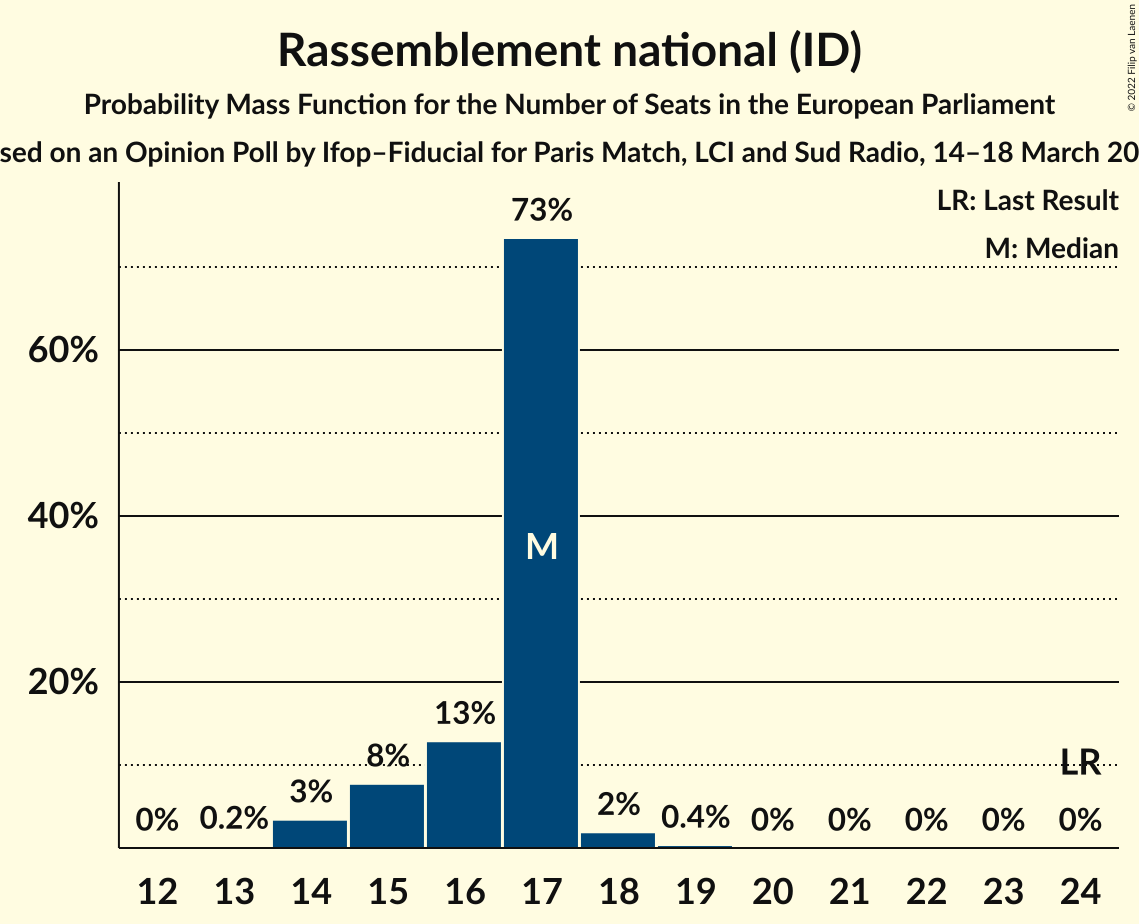 Rassemblement national (ID)
Probability Mass Function for the Number of Seats in the European Parliament
sed on an Opinion Poll by Ifop–Fiducial for Paris Match, LCI and Sud Radio, 14–18 March 20
© 2022 Filip van Laenen
LR: Last Result
M: Median
73%
60%
M
40%
20%
13%
8%
LR
3%
0% 0.2% 2% 0.4% 0% 0% 0% 0% 0%
12 13 14 15 16 17 18 19 20 21 22 23 24